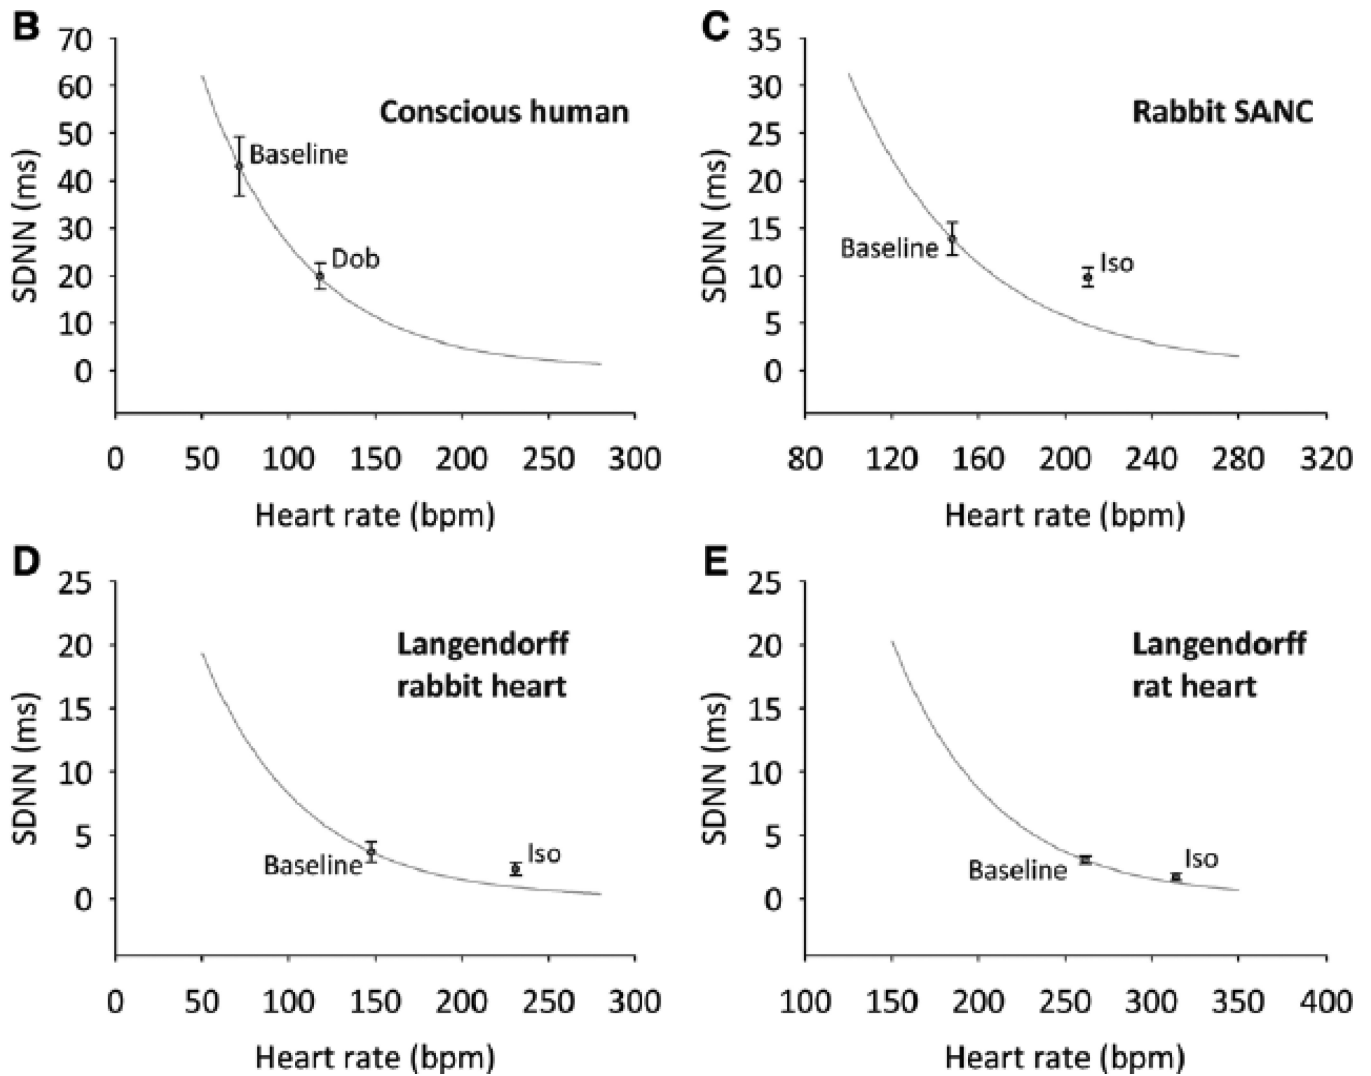 B
70
60
50
40
30
20
10
0
SDNN (ms)
Conscious human
Baseline
Dob
0 50 100 150 200 250 300
Heart rate (bpm)
C
35
30
25
20
15
10
5
0
SDNN (ms)
Rabbit SANC
Baseline
Iso
80 120 160 200 240 280 320
Heart rate (bpm)
D
25
20
15
10
5
0
SDNN (ms)
Langendorff
rabbit heart
Baseline
Iso
0 50 100 150 200 250 300
Heart rate (bpm)
E
25
20
15
10
5
0
SDNN (ms)
Langendorff
rat heart
Baseline
Iso
100 150 200 250 300 350 400
Heart rate (bpm)